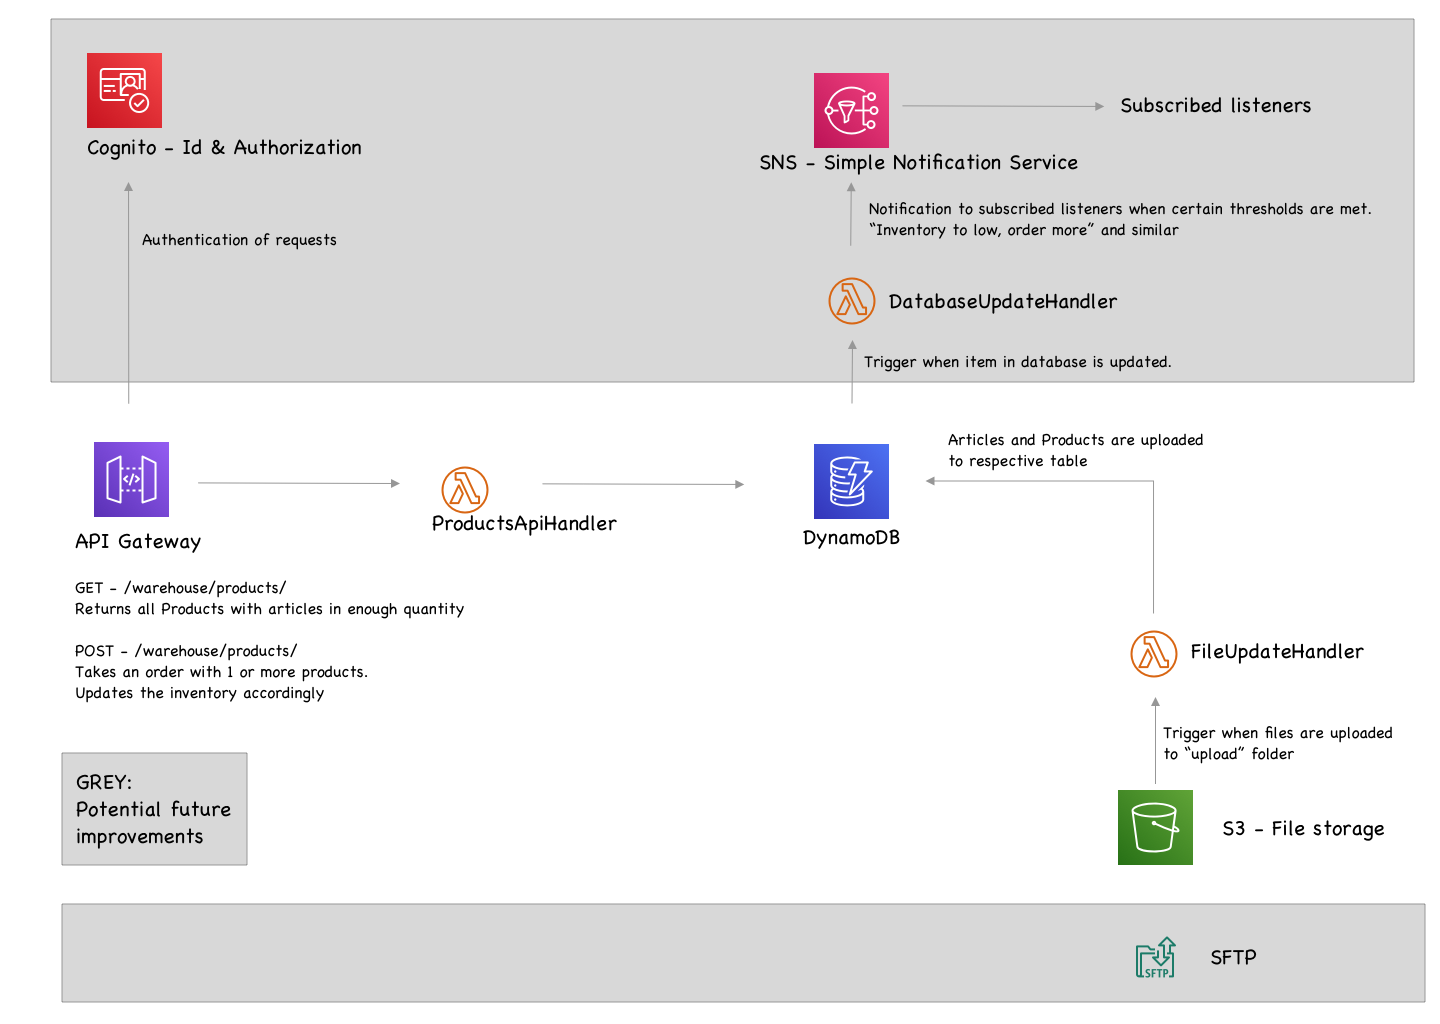 Cognito - Id & Authorization
Authentication of requests
Subscribed listeners
SNS - Simple Notification Service
Notification to subscribed listeners when certain thresholds are met.
“Inventory to low, order more” and similar
DatabaseUpdateHandler
Trigger when item in database is updated.
API Gateway
ProductsApiHandler
DynamoDB
Articles and Products are uploaded
to respective table
GET - /warehouse/products/
Returns all Products with articles in enough quantity
POST - /warehouse/products/
Takes an order with 1 or more products.
Updates the inventory accordingly
FileUpdateHandler
Trigger when files are uploaded
to “upload” folder
S3 - File storage
GREY:
Potential future
improvements
SFTP
SFTP